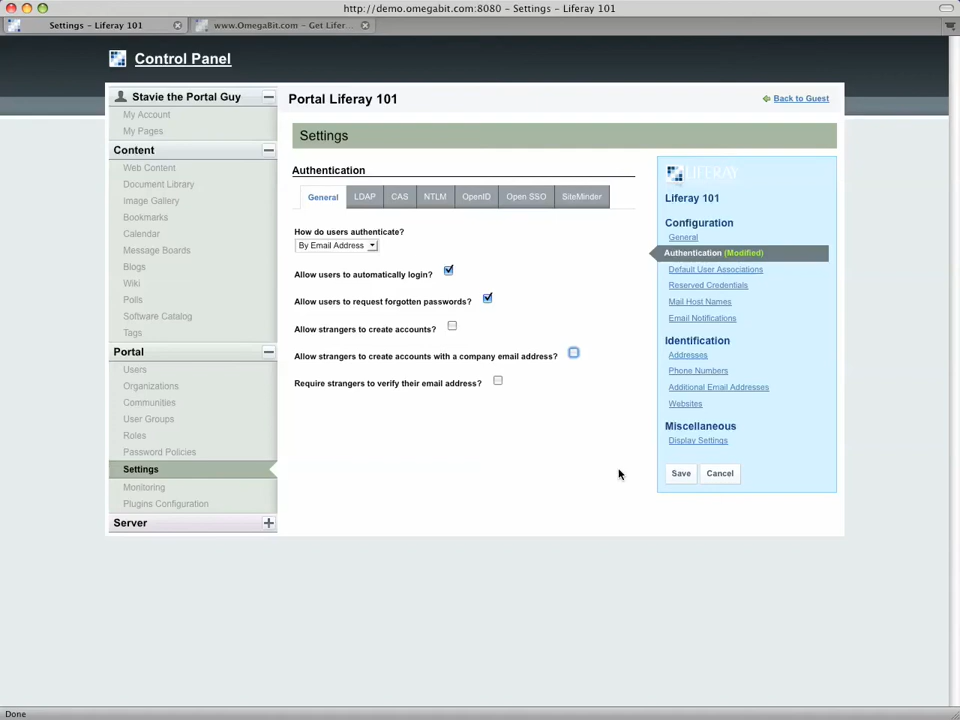 http://demo.omegabit.com:8080 - Settings - Liferay 101
Settings - Liferay 101
www.OmegaBit.com - Get Lifer...
Control Panel
Stavie the Portal Guy
My Account
My Pages
Content
Web Content
Document Library
Image Gallery
Bookmarks
Calendar
Message Boards
Blogs
Wiki
Polls
Software Catalog
Tags
Portal
Users
Organizations
Communities
User Groups
Roles
Password Policies
Settings
Monitoring
Plugins Configuration
Server
Portal Liferay 101
Back to Guest
Settings
Authentication
General LDAP CAS NTLM OpenID Open SSO SiteMinder
How do users authenticate?
By Email Address
Allow users to automatically login?
Allow users to request forgotten passwords?
Allow strangers to create accounts?
Allow strangers to create accounts with a company email address?
Require strangers to verify their email address?
LIFERAY
Liferay 101
Configuration
General
Authentication (Modified)
Default User Associations
Reserved Credentials
Mail Host Names
Email Notifications
Identification
Addresses
Phone Numbers
Additional Email Addresses
Websites
Miscellaneous
Display Settings
Save Cancel
Done